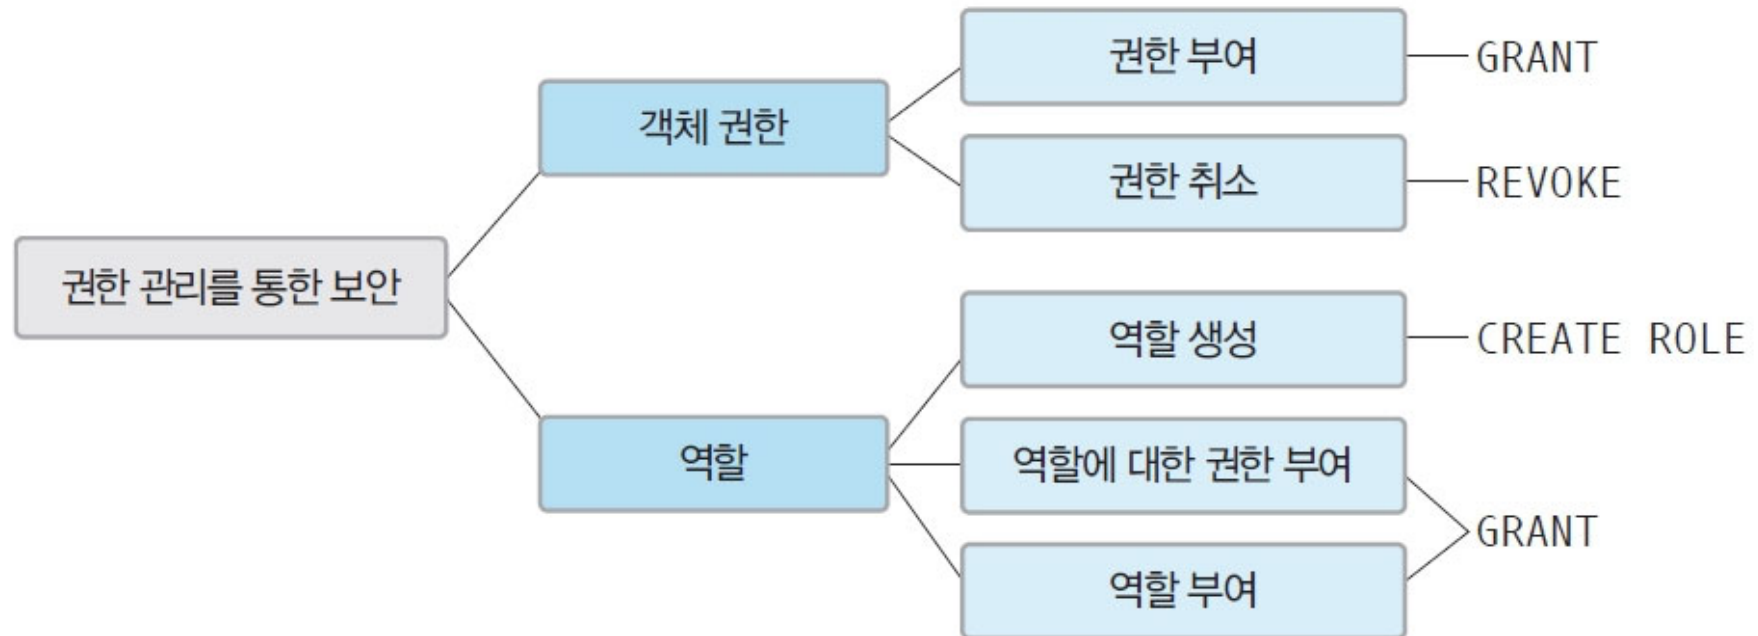 권한 관리를 통한 보안
객체 권한
권한 부여
GRANT
권한 취소
REVOKE
역할
역할 생성
CREATE ROLE
역할에 대한 권한 부여
역할 부여
GRANT